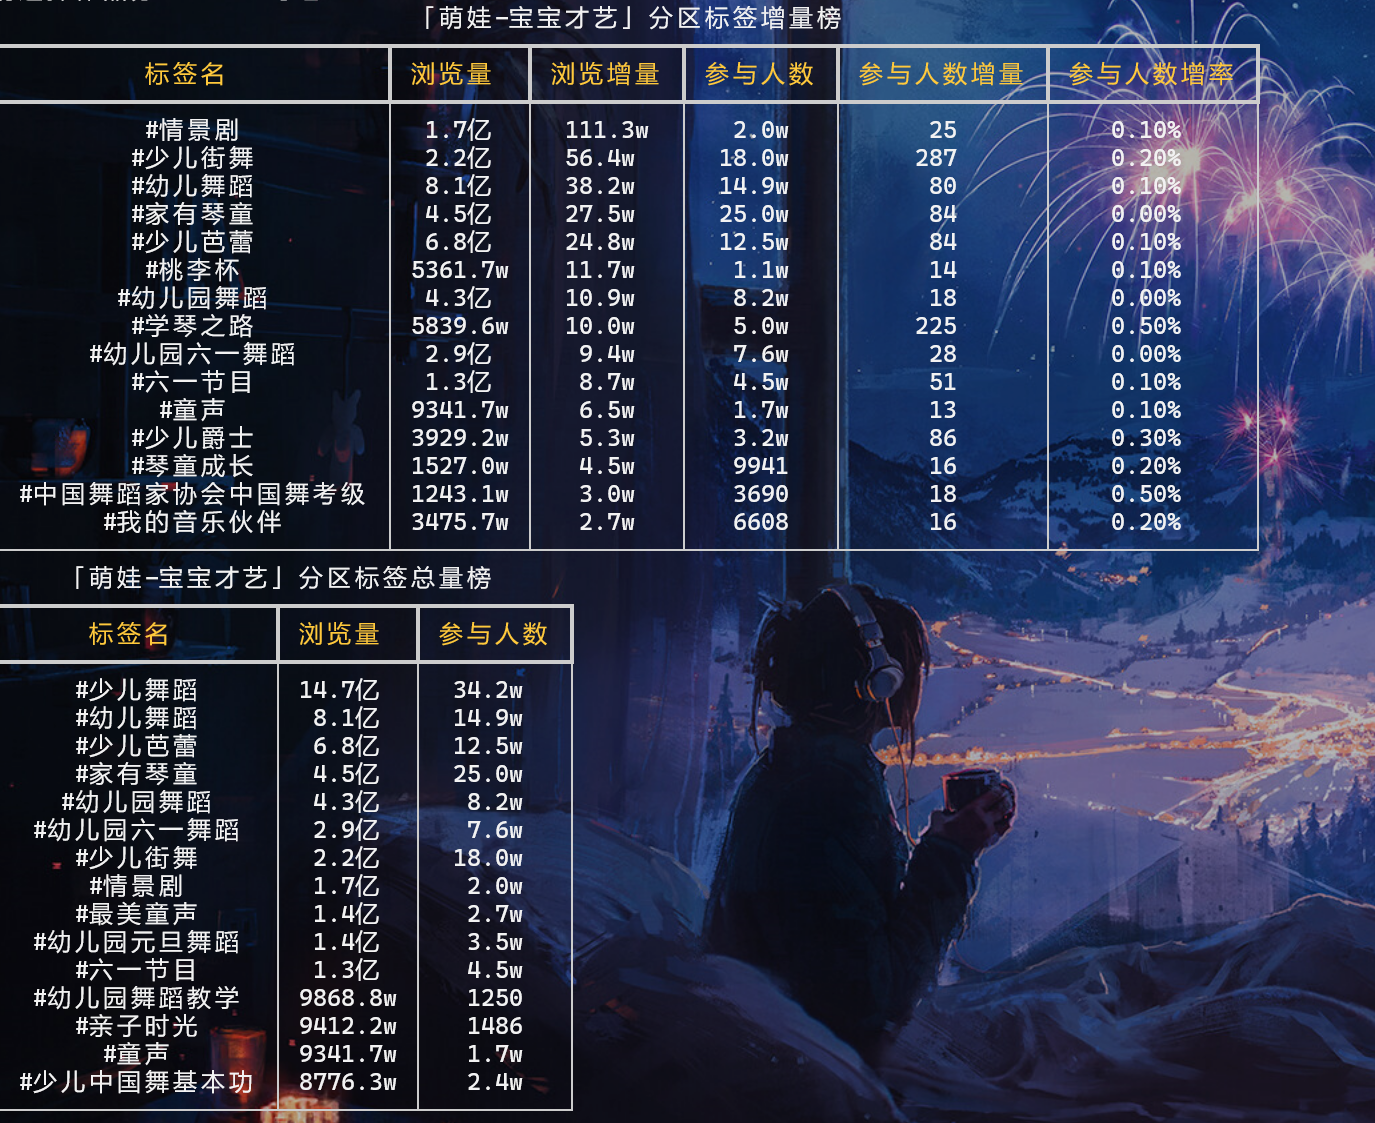 「萌娃-宝宝才艺」分区标签增量榜
标签名 浏览量 浏览增量 参与人数 参与人数增量 参与人数增率
#情景剧 1.7亿 111.3w 2.0w 25 0.10%
#少儿街舞 2.2亿 56.4w 18.0w 287 0.20%
#幼儿舞蹈 8.1亿 38.2w 14.9w 80 0.10%
#家有琴童 4.5亿 27.5w 25.0w 84 0.00%
#少儿芭蕾 6.8亿 24.8w 12.5w 84 0.10%
#桃李杯 5361.7w 11.7w 1.1w 14 0.10%
#幼儿园舞蹈 4.3亿 10.9w 8.2w 18 0.00%
#学琴之路 5839.6w 10.0w 5.0w 225 0.50%
#幼儿园六一舞蹈 2.9亿 9.4w 7.6w 28 0.00%
#六一节目 1.3亿 8.7w 4.5w 51 0.10%
#童声 9341.7w 6.5w 1.7w 13 0.10%
#少儿爵士 3929.2w 5.3w 3.2w 86 0.30%
#琴童成长 1527.0w 4.5w 9941 16 0.20%
#中国舞蹈家协会中国舞考级 1243.1w 3.0w 3690 18 0.50%
#我的音乐伙伴 3475.7w 2.7w 6608 16 0.20%
「萌娃-宝宝才艺」分区标签总量榜
标签名 浏览量 参与人数
#少儿舞蹈 14.7亿 34.2w
#幼儿舞蹈 8.1亿 14.9w
#少儿芭蕾 6.8亿 12.5w
#家有琴童 4.5亿 25.0w
#幼儿园舞蹈 4.3亿 8.2w
#幼儿园六一舞蹈 2.9亿 7.6w
#少儿街舞 2.2亿 18.0w
#情景剧 1.7亿 2.0w
#最美童声 1.4亿 2.7w
#幼儿园元旦舞蹈 1.4亿 3.5w
#六一节目 1.3亿 4.5w
#幼儿园舞蹈教学 9868.8w 1250
#亲子时光 9412.2w 1486
#童声 9341.7w 1.7w
#少儿中国舞基本功 8776.3w 2.4w